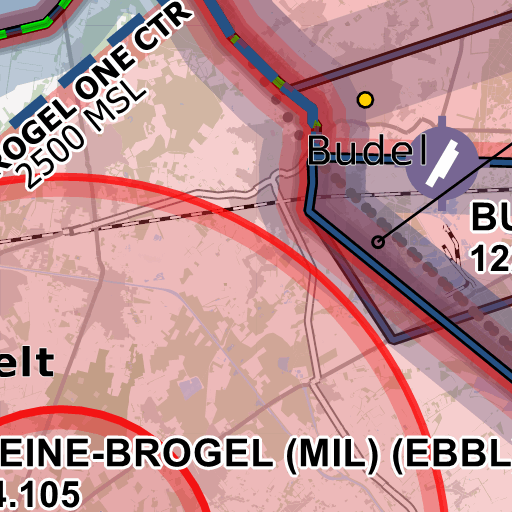 ROGEL ONE CTR
2500 MSL
Budel
BU
12
elt
EINE-BROGEL (MIL) (EBBL
4.105